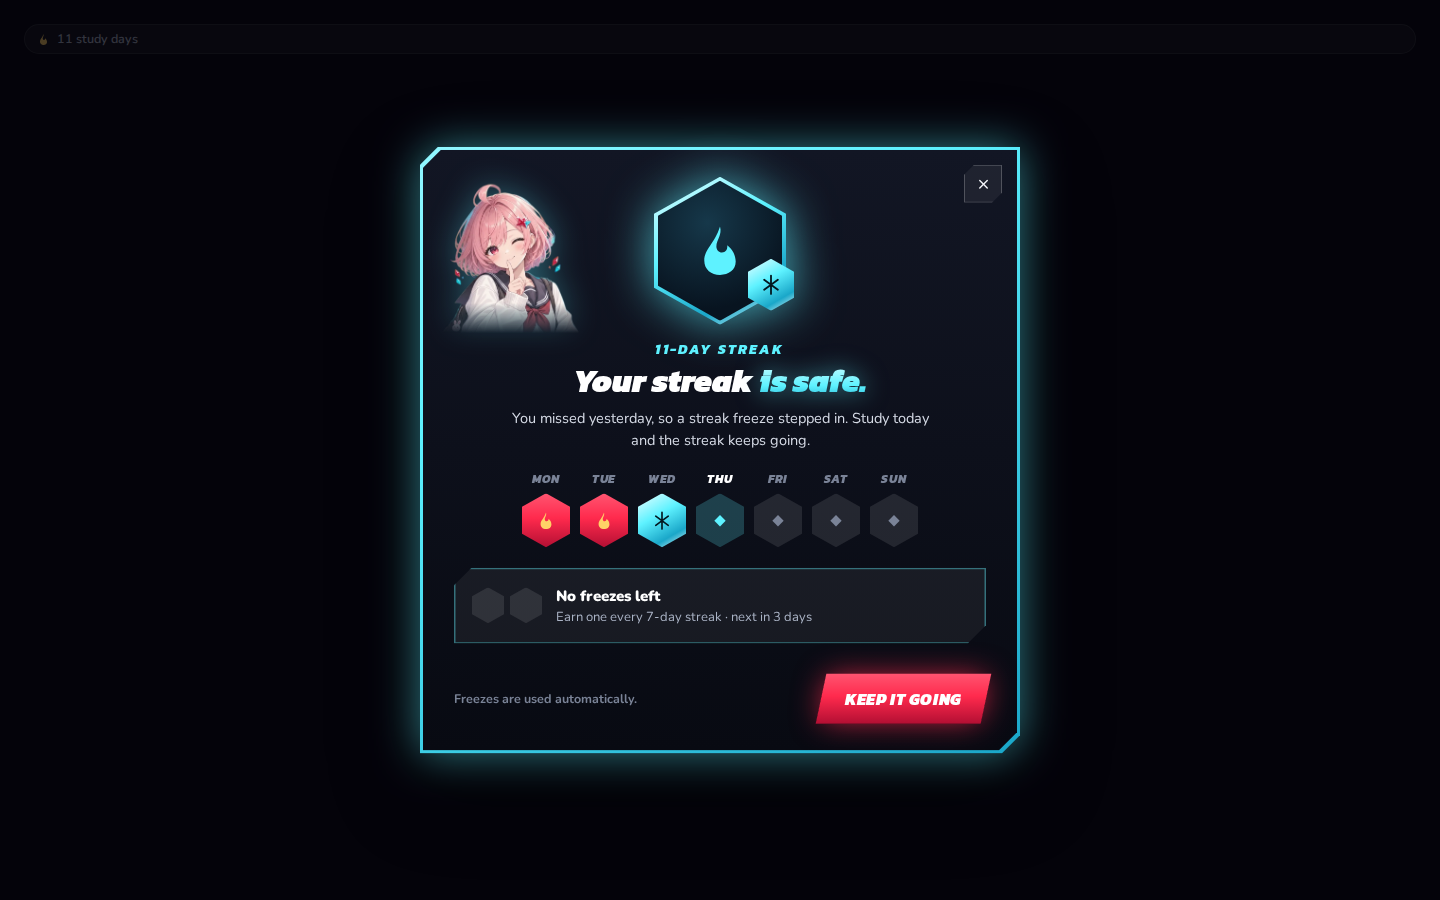 11 study days
11-DAY STREAK
Your streak is safe.
You missed yesterday, so a streak freeze stepped in. Study today
and the streak keeps going.
MON TUE WED THU FRI SAT SUN
No freezes left
Earn one every 7-day streak · next in 3 days
Freezes are used automatically.
KEEP IT GOING